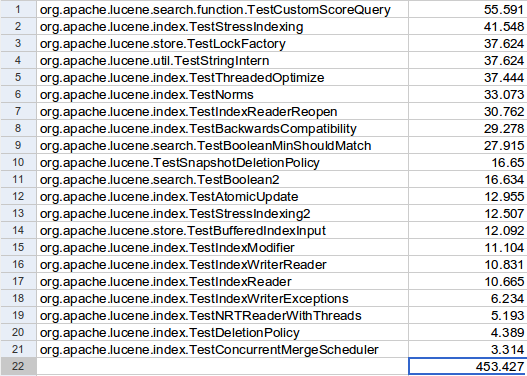 1 org.apache.lucene.search.function.TestCustomScoreQuery 55.591
2 org.apache.lucene.index.TestStressIndexing 41.548
3 org.apache.lucene.store.TestLockFactory 37.624
4 org.apache.lucene.util.TestStringIntern 37.624
5 org.apache.lucene.index.TestThreadedOptimize 37.444
6 org.apache.lucene.index.TestNorms 33.073
7 org.apache.lucene.index.TestIndexReaderReopen 30.762
8 org.apache.lucene.index.TestBackwardsCompatibility 29.278
9 org.apache.lucene.search.TestBooleanMinShouldMatch 27.915
10 org.apache.lucene.TestSnapshotDeletionPolicy 16.65
11 org.apache.lucene.search.TestBoolean2 16.634
12 org.apache.lucene.index.TestAtomicUpdate 12.955
13 org.apache.lucene.index.TestStressIndexing2 12.507
14 org.apache.lucene.store.TestBufferedIndexInput 12.092
15 org.apache.lucene.index.TestIndexModifier 11.104
16 org.apache.lucene.index.TestIndexWriterReader 10.831
17 org.apache.lucene.index.TestIndexReader 10.665
18 org.apache.lucene.index.TestIndexWriterExceptions 6.234
19 org.apache.lucene.index.TestNRTReaderWithThreads 5.193
20 org.apache.lucene.index.TestDeletionPolicy 4.389
21 org.apache.lucene.index.TestConcurrentMergeScheduler 3.314
22 453.427